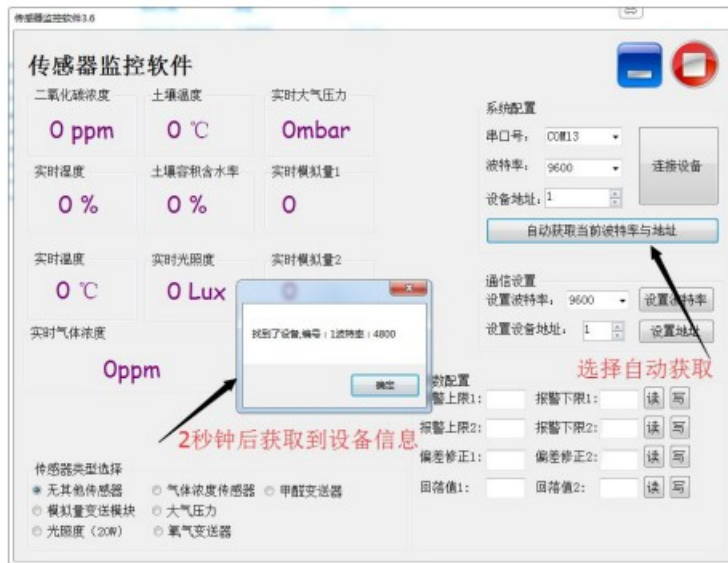 传感器监控软件3.6
传感器监控软件
二氧化碳浓度 土壤温度 实时大气压力
0 ppm 0 ℃ 0mbar
实时湿度 土壤容积含水率 实时模拟量1
0 % 0 % 0
实时温度 实时光照度 实时模拟量2
0 ℃ 0 Lux 0
实时气体浓度
0ppm
系统配置
串口号: COM13
波特率: 9600
设备地址: 1
连接设备
自动获取当前波特率与地址
通信设置
设置波特率: 9600 设置波特率
设置设备地址: 1 设置地址
选择自动获取
找到了设备,编号：1波特率：4800
确定
2秒钟后获取到设备信息
数配置
警上限1: 报警下限1: 读 写
报警上限2: 报警下限2: 读 写
偏差修正1: 偏差修正2: 读 写
回落值1: 回落值2: 读 写
传感器类型选择
无其他传感器 气体浓度传感器 甲醛变送器
模拟量变送模块 大气压力
光照度（20W） 氧气变送器